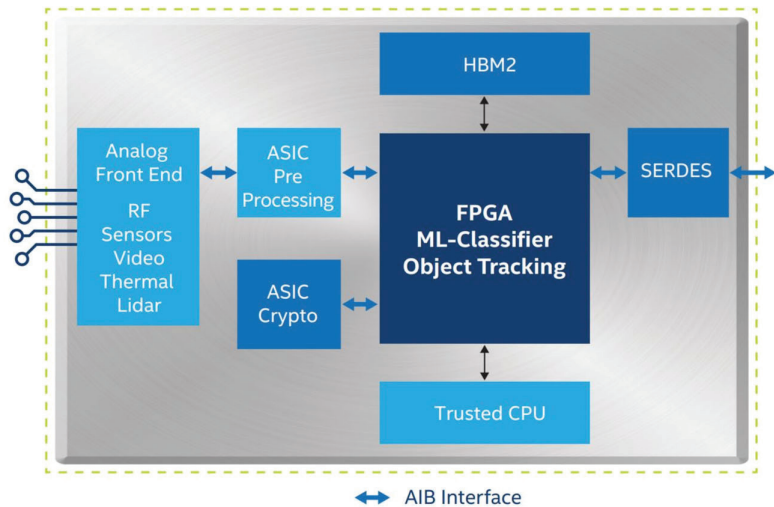 HBM2
Analog
Front End
RF
Sensors
Video
Thermal
Lidar
ASIC
Pre
Processing
FPGA
ML-Classifier
Object Tracking
SERDES
ASIC
Crypto
Trusted CPU
AIB Interface